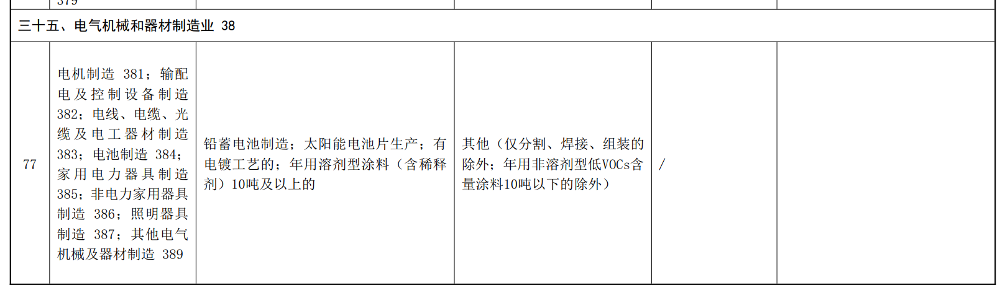 379
三十五、电气机械和器材制造业 38
77
电机制造 381；输配
电及控制设备制造
382；电线、电缆、光
缆及电工器材制造
383；电池制造 384；
家用电力器具制造
385；非电力家用器具
制造 386；照明器具
制造 387；其他电气
机械及器材制造 389
铅蓄电池制造；太阳能电池片生产；有
电镀工艺的；年用溶剂型涂料（含稀释
剂）10吨及以上的
其他（仅分割、焊接、组装的
除外；年用非溶剂型低VOCs含
量涂料10吨以下的除外）
/